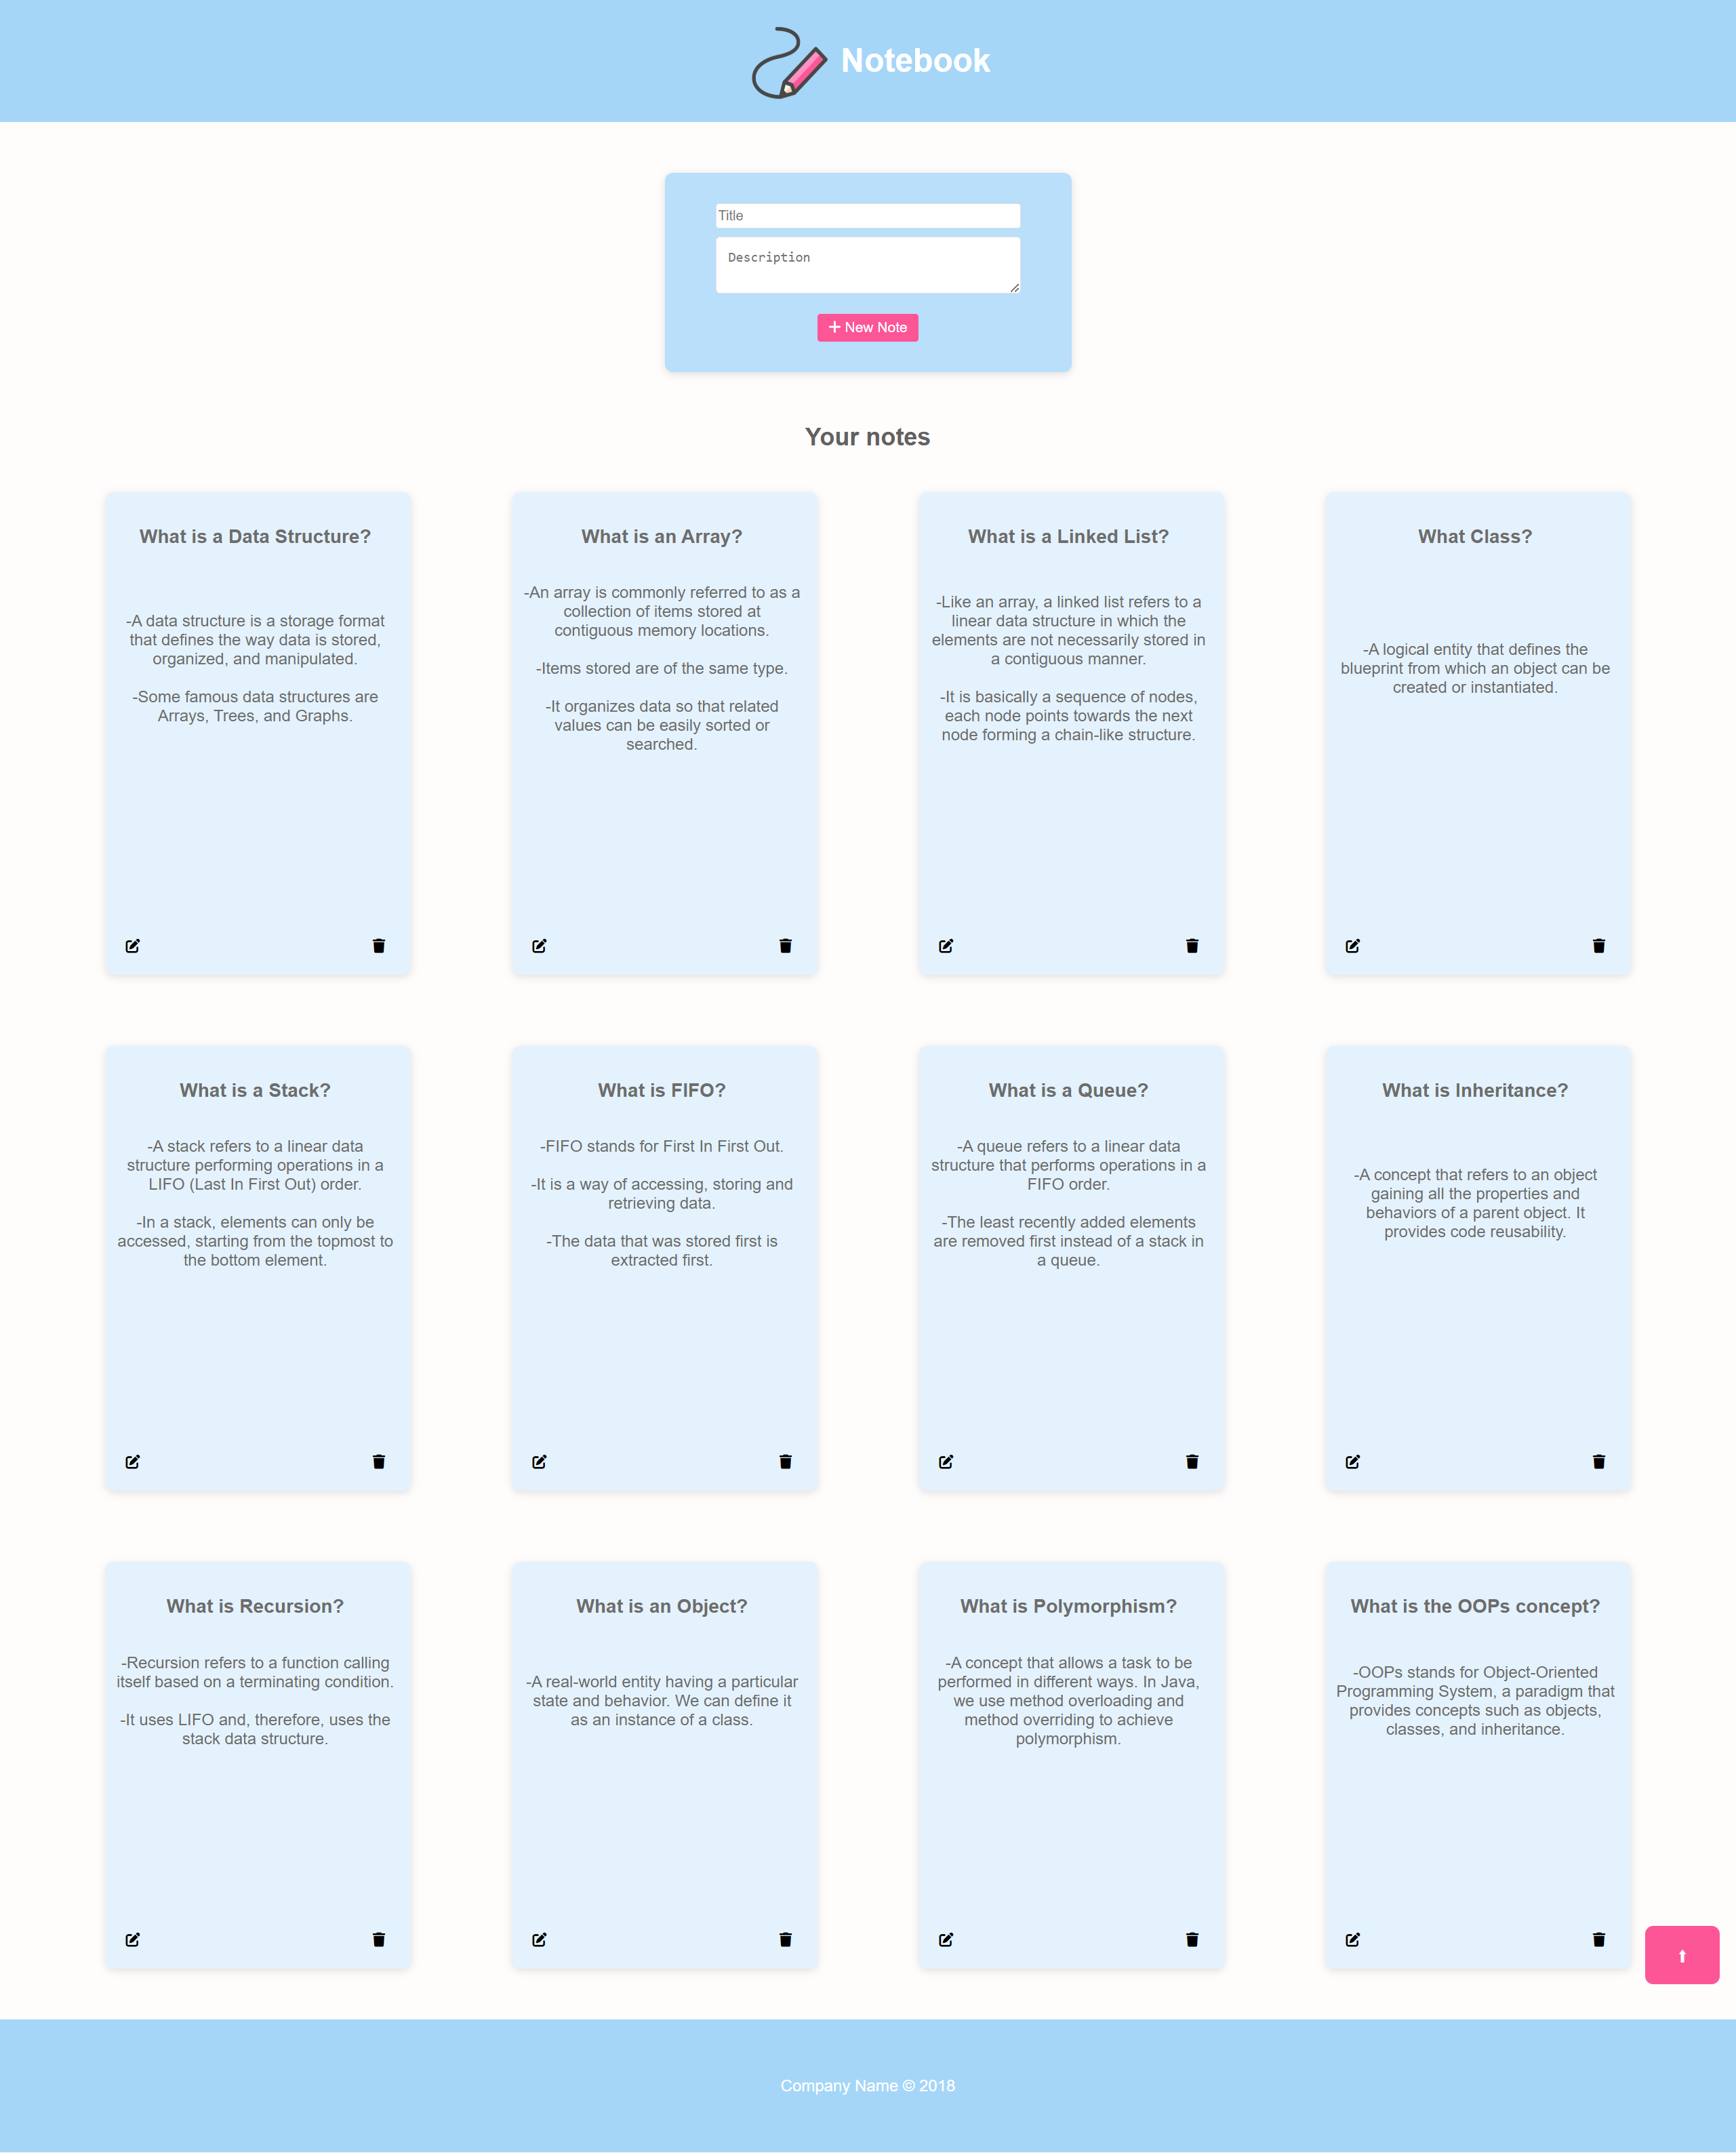 Notebook
Title
Description
New Note
Your notes
What is a Data Structure?
-A data structure is a storage format
that defines the way data is stored,
organized, and manipulated.
-Some famous data structures are
Arrays, Trees, and Graphs.
What is an Array?
-An array is commonly referred to as a
collection of items stored at
contiguous memory locations.
-Items stored are of the same type.
-It organizes data so that related
values can be easily sorted or
searched.
What is a Linked List?
-Like an array, a linked list refers to a
linear data structure in which the
elements are not necessarily stored in
a contiguous manner.
-It is basically a sequence of nodes,
each node points towards the next
node forming a chain-like structure.
What Class?
-A logical entity that defines the
blueprint from which an object can be
created or instantiated.
What is a Stack?
-A stack refers to a linear data
structure performing operations in a
LIFO (Last In First Out) order.
-In a stack, elements can only be
accessed, starting from the topmost to
the bottom element.
What is FIFO?
-FIFO stands for First In First Out.
-It is a way of accessing, storing and
retrieving data.
-The data that was stored first is
extracted first.
What is a Queue?
-A queue refers to a linear data
structure that performs operations in a
FIFO order.
-The least recently added elements
are removed first instead of a stack in
a queue.
What is Inheritance?
-A concept that refers to an object
gaining all the properties and
behaviors of a parent object. It
provides code reusability.
What is Recursion?
-Recursion refers to a function calling
itself based on a terminating condition.
-It uses LIFO and, therefore, uses the
stack data structure.
What is an Object?
-A real-world entity having a particular
state and behavior. We can define it
as an instance of a class.
What is Polymorphism?
-A concept that allows a task to be
performed in different ways. In Java,
we use method overloading and
method overriding to achieve
polymorphism.
What is the OOPs concept?
-OOPs stands for Object-Oriented
Programming System, a paradigm that
provides concepts such as objects,
classes, and inheritance.
Company Name © 2018